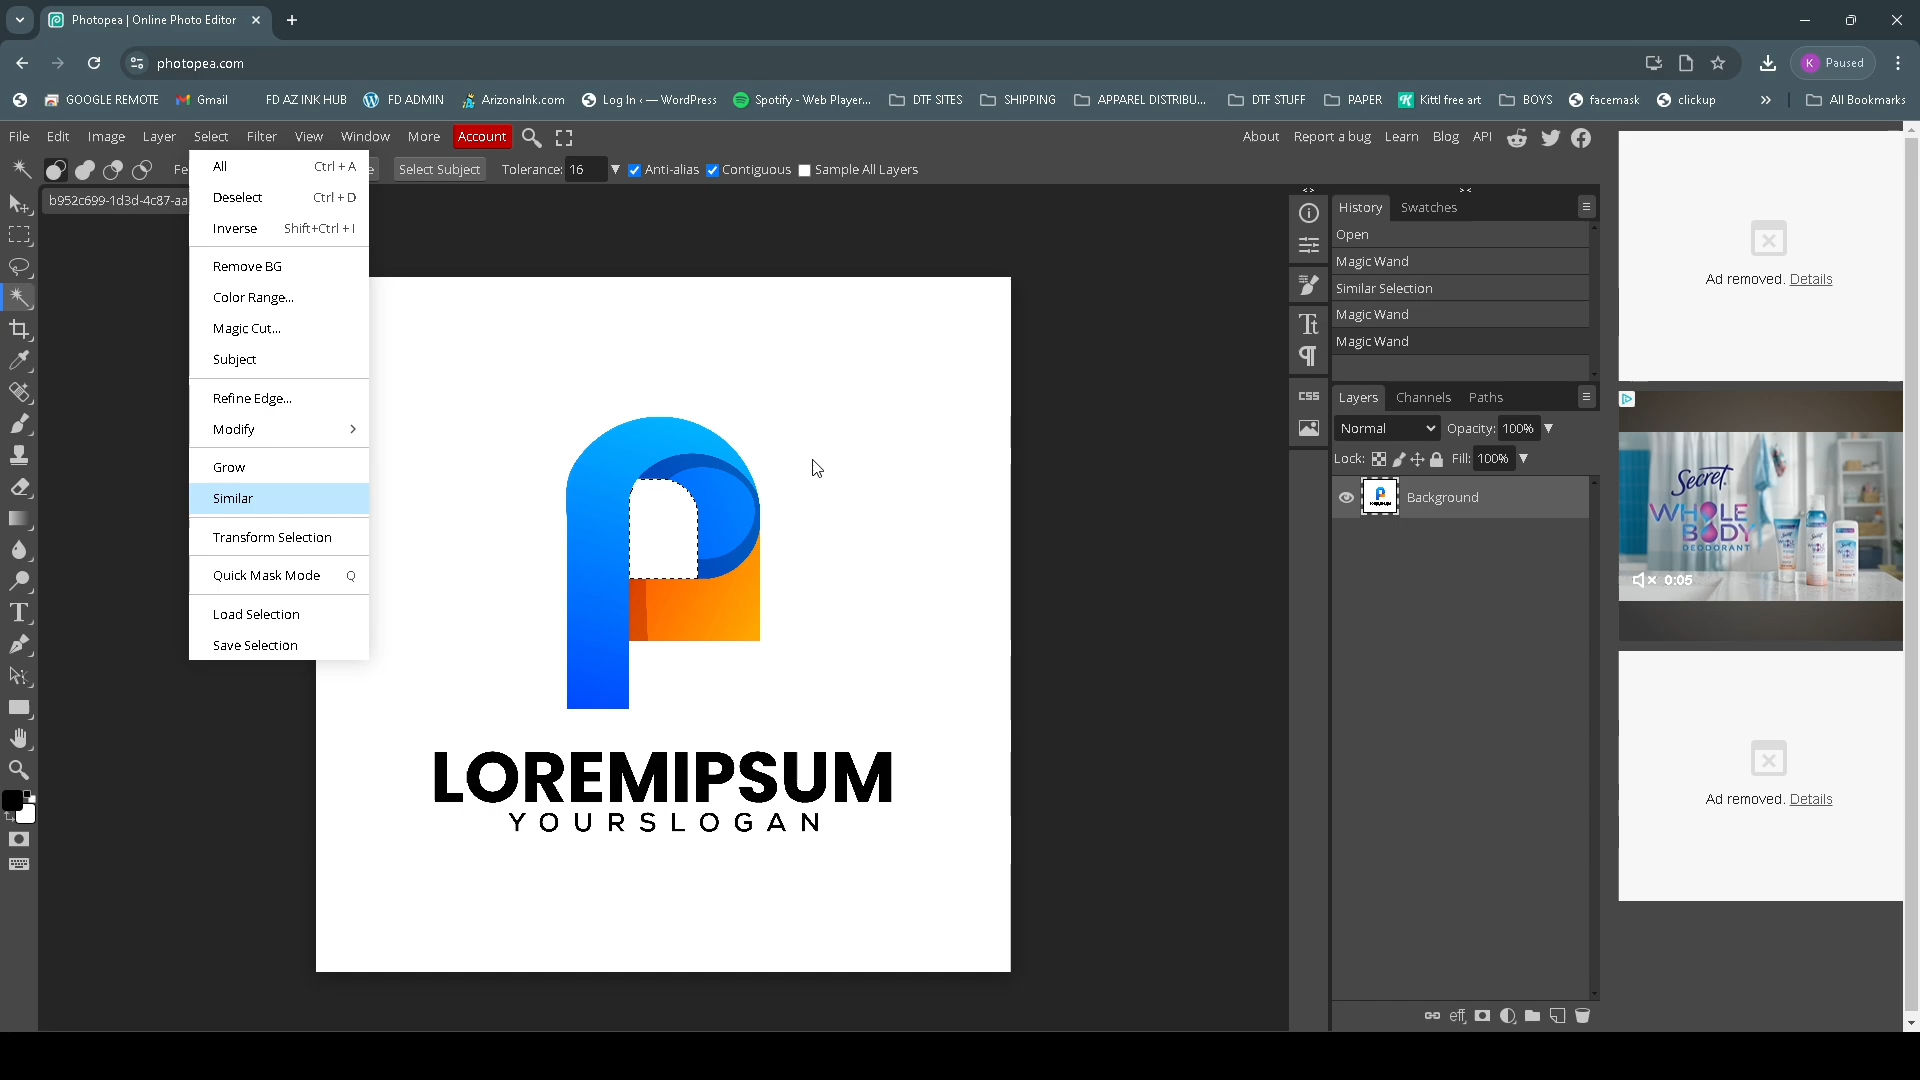 Photopea | Online Photo Editor
photopea.com
K Paused
GOOGLE REMOTE Gmail FD AZ INK HUB FD ADMIN ArizonaInk.com Log In ‹ — WordPress Spotify - Web Player... DTF SITES SHIPPING APPAREL DISTRIBU... DTF STUFF PAPER Kittl free art BOYS facemask clickup » All Bookmarks
File Edit Image Layer Select Filter View Window More Account About Report a bug Learn Blog API
Fe e Select Subject Tolerance: 16 Anti-alias Contiguous Sample All Layers
b952c699-1d3d-4c87-aa
All Ctrl + A
Deselect Ctrl + D
Inverse Shift+Ctrl + I
Remove BG
Color Range...
Magic Cut...
Subject
Refine Edge...
Modify
Grow
Similar
Transform Selection
Quick Mask Mode Q
Load Selection
Save Selection
LOREMIPSUM
YOURSLOGAN
CSS
History Swatches
Open
Magic Wand
Similar Selection
Magic Wand
Magic Wand
Layers Channels Paths
Normal Opacity: 100%
Lock: Fill: 100%
Background
eff
Ad removed. Details
Secret
WHOLE
BODY
DEODORANT
0:05
Ad removed. Details